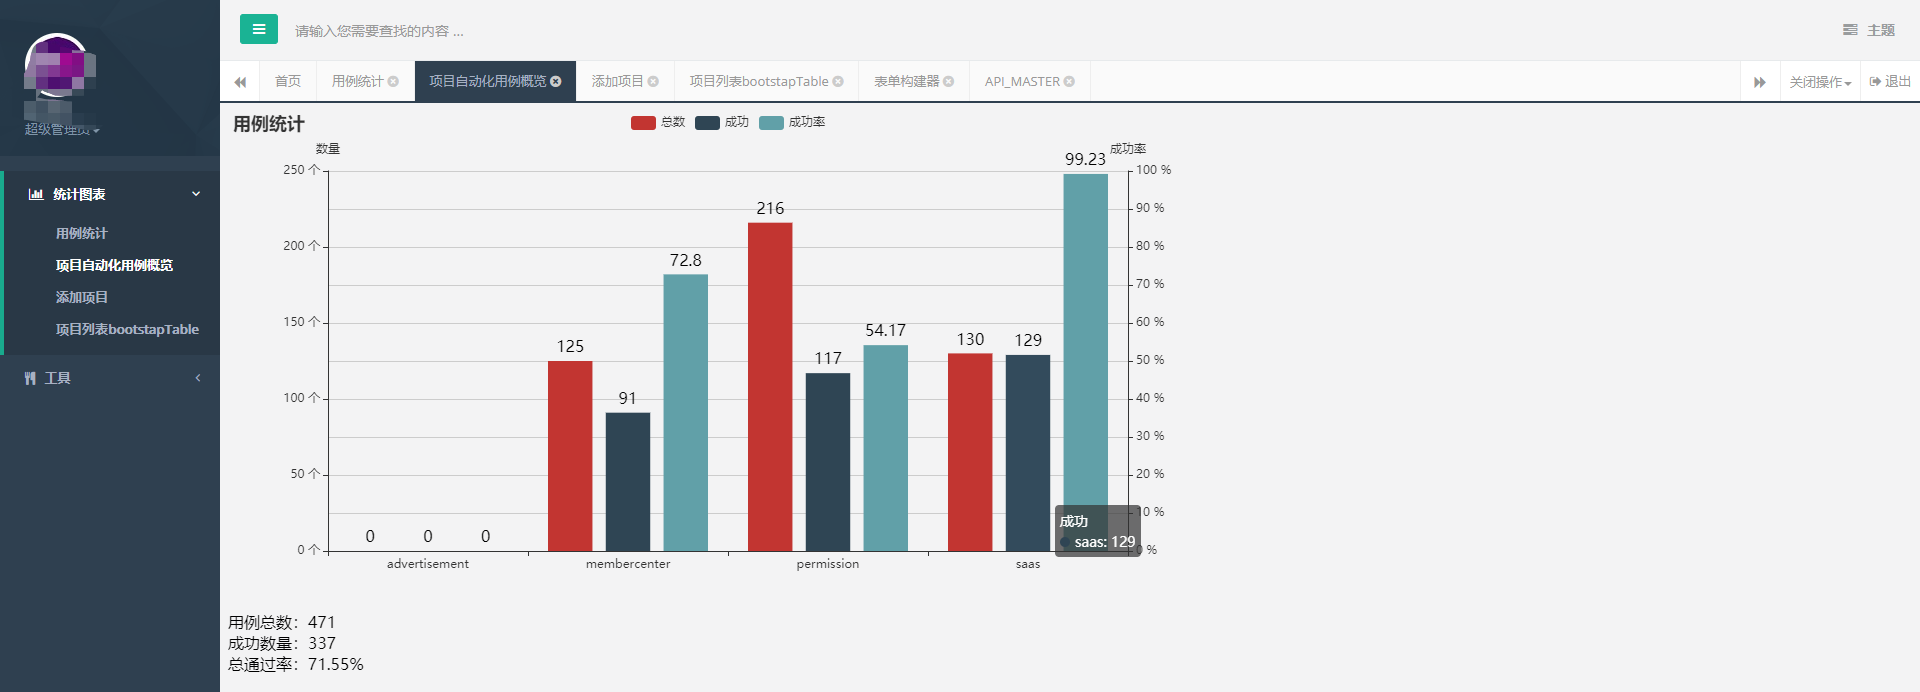 请输入您需要查找的内容 ...
主题
首页
用例统计
项目自动化用例概览
添加项目
项目列表bootstapTable
表单构建器
API_MASTER
关闭操作
退出
超级管理员
统计图表
用例统计
项目自动化用例概览
添加项目
项目列表bootstapTable
工具
用例统计
总数 成功 成功率
数量
成功率
250 个
200 个
150 个
100 个
50 个
0 个
100 %
90 %
80 %
70 %
60 %
50 %
40 %
30 %
20 %
10 %
0 %
0 0 0
125 91 72.8
216 117 54.17
130 129 99.23
advertisement membercenter permission saas
成功
saas: 129
用例总数：471
成功数量：337
总通过率：71.55%